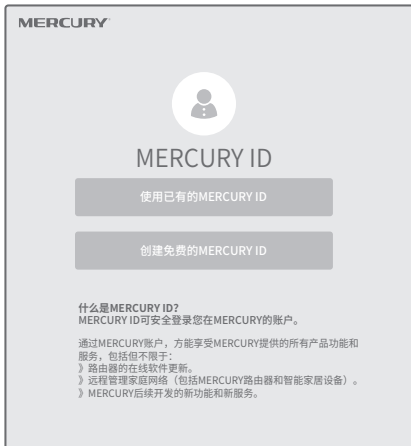 MERCURY
MERCURY ID
使用已有的MERCURY ID
创建免费的MERCURY ID
什么是MERCURY ID?
MERCURY ID可安全登录您在MERCURY的账户。
通过MERCURY账户，方能享受MERCURY提供的所有产品功能和
服务，包括但不限于：
》路由器的在线软件更新。
》远程管理家庭网络（包括MERCURY路由器和智能家居设备）。
》MERCURY后续开发的新功能和新服务。